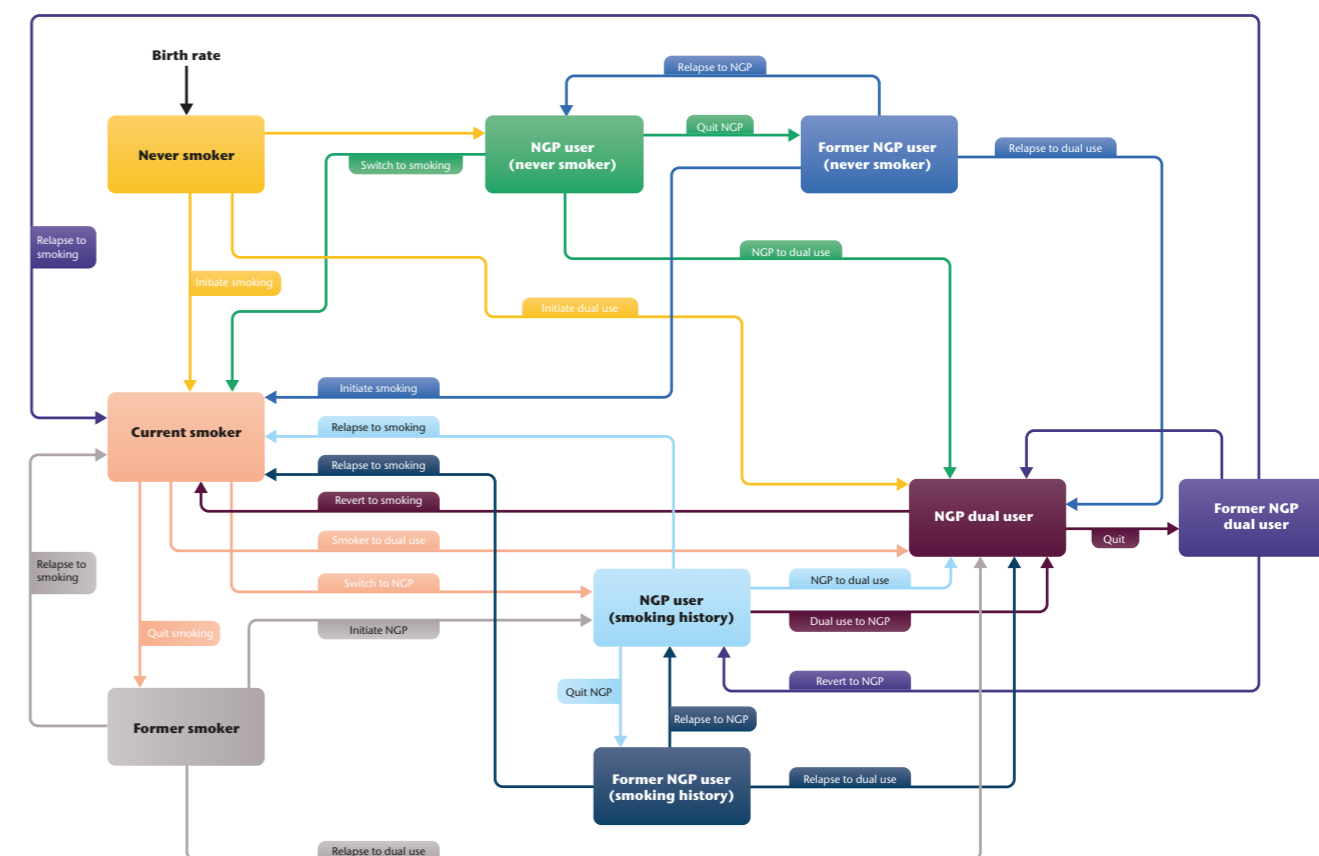 Birth rate
Relapse to NGP
Never smoker
NGP user
(never smoker)
Quit NGP
Former NGP user
(never smoker)
Relapse to dual use
Switch to smoking
Relapse to
smoking
NGP to dual use
Initiate smoking
Initiate dual use
Initiate smoking
Current smoker
Relapse to smoking
Relapse to smoking
Revert to smoking
NGP dual user
Former NGP
dual user
Quit
Smoker to dual use
Relapse to
smoking
Switch to NGP
NGP user
(smoking history)
NGP to dual use
Dual use to NGP
Initiate NGP
Quit smoking
Revert to NGP
Quit NGP
Relapse to NGP
Former smoker
Former NGP user
(smoking history)
Relapse to dual use
Relapse to dual use